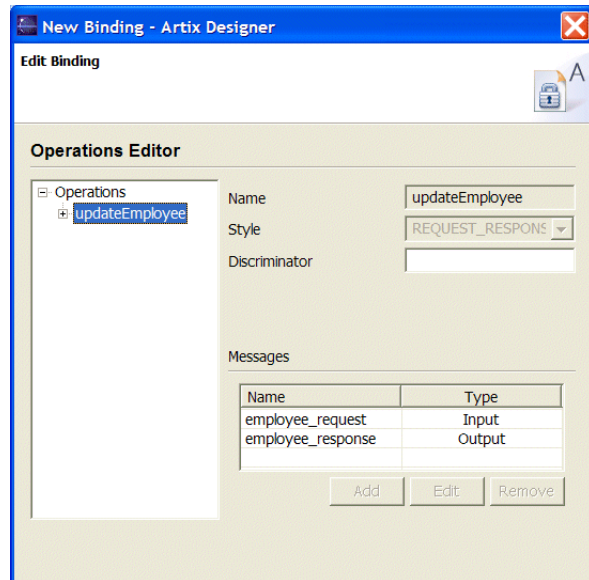 New Binding - Artix Designer
Edit Binding
A
Operations Editor
Operations
updateEmployee
Name
updateEmployee
Style
REQUEST_RESPONS
Discriminator
Messages
Name Type
employee_request Input
employee_response Output
Add Edit Remove